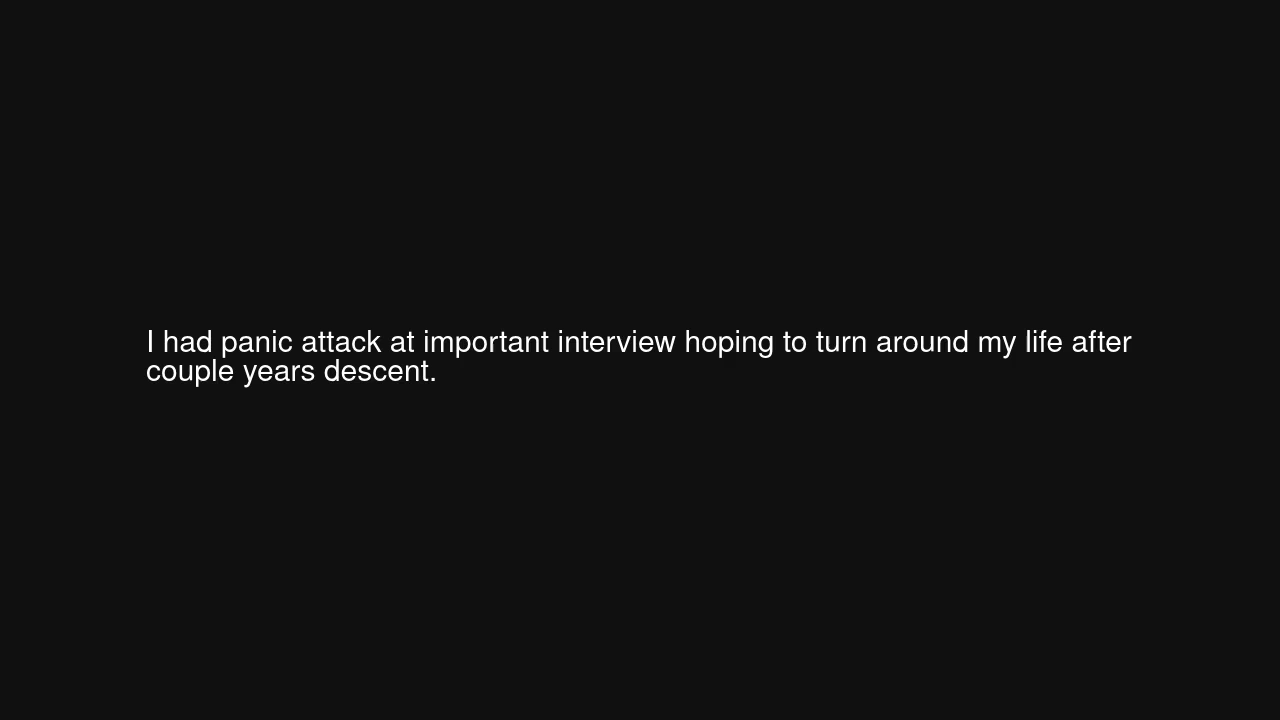 I had panic attack at important interview hoping to turn around my life after
couple years descent.